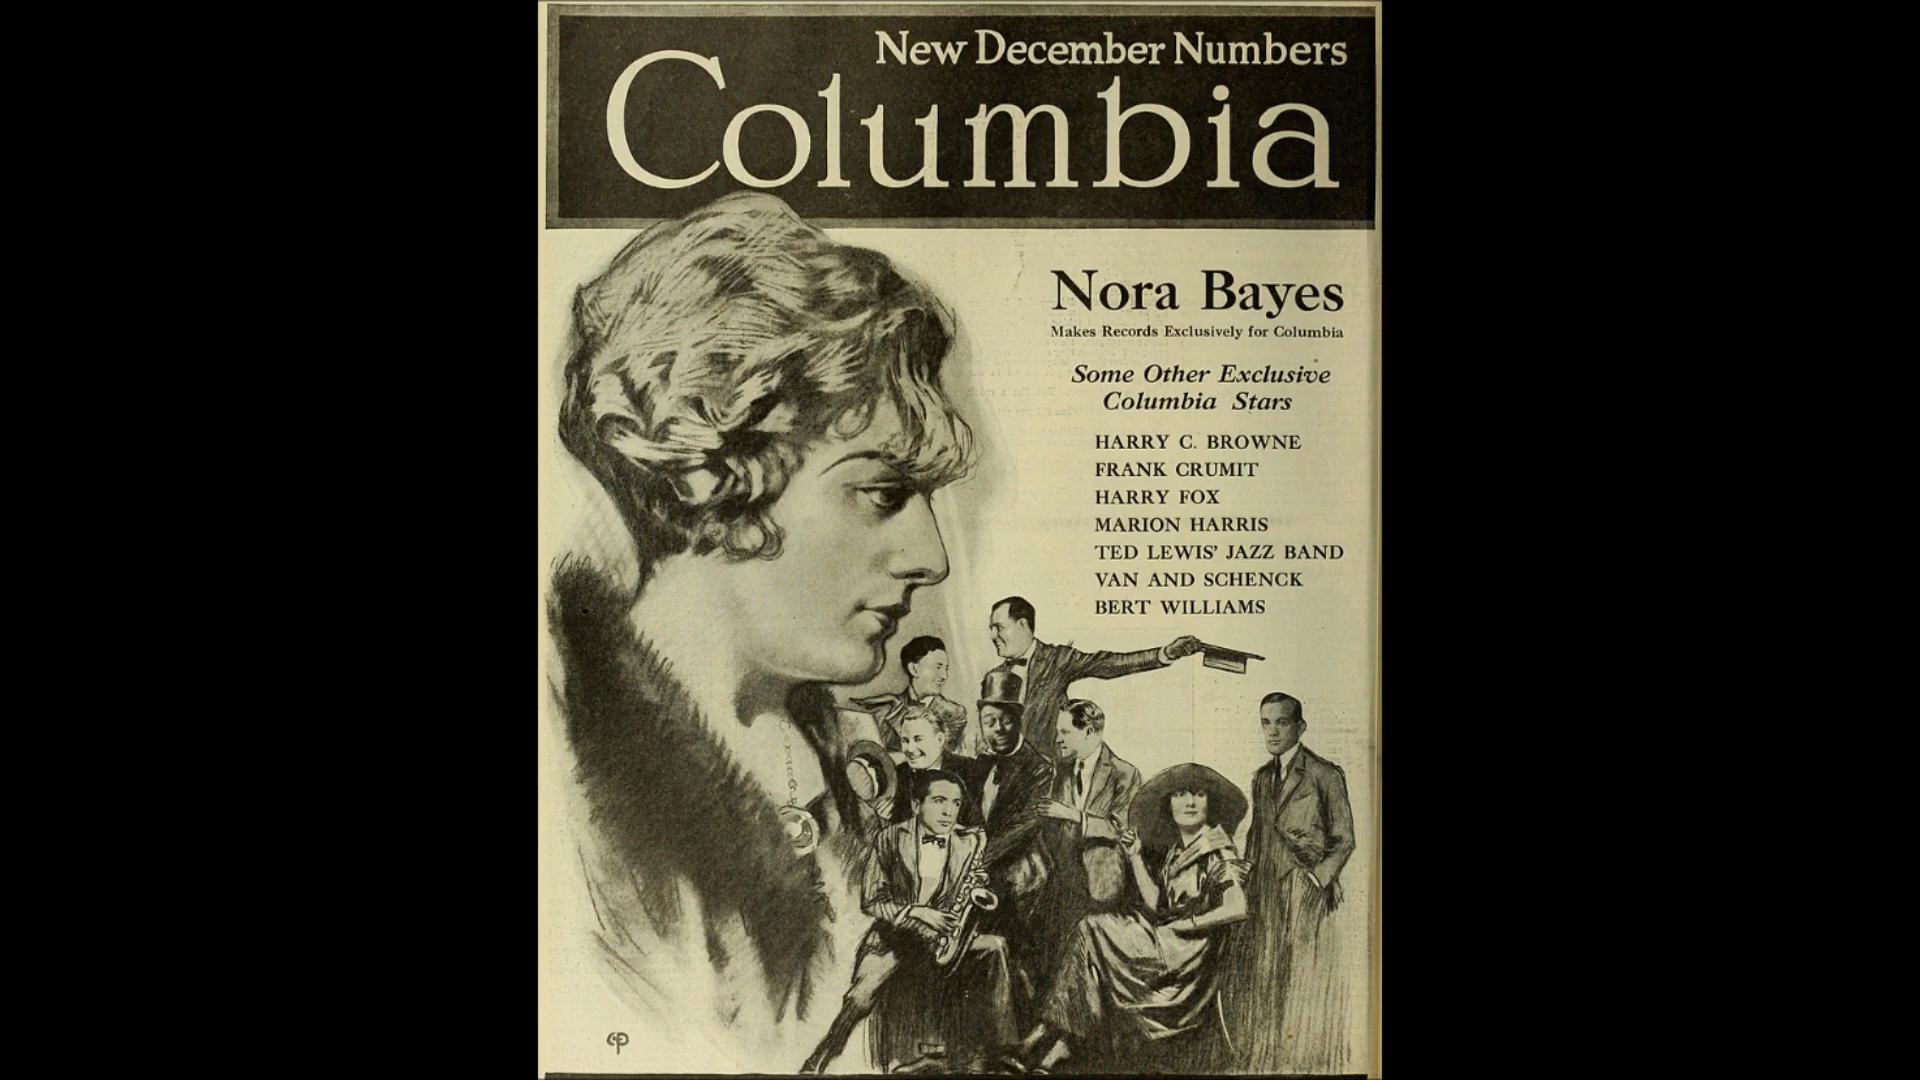 New December Numbers
Columbia
Nora Bayes
Makes Records Exclusively for Columbia
Some Other Exclusive
Columbia Stars
HARRY C. BROWNE
FRANK CRUMIT
HARRY FOX
MARION HARRIS
TED LEWIS' JAZZ BAND
VAN AND SCHENCK
BERT WILLIAMS